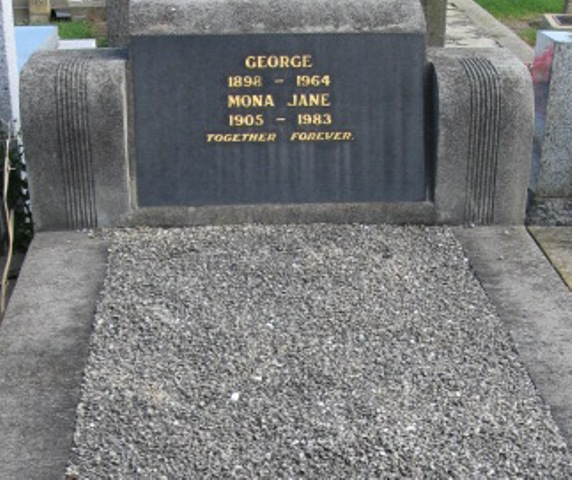 GEORGE
1898 - 1964
MONA JANE
1905 - 1983
TOGETHER FOREVER.